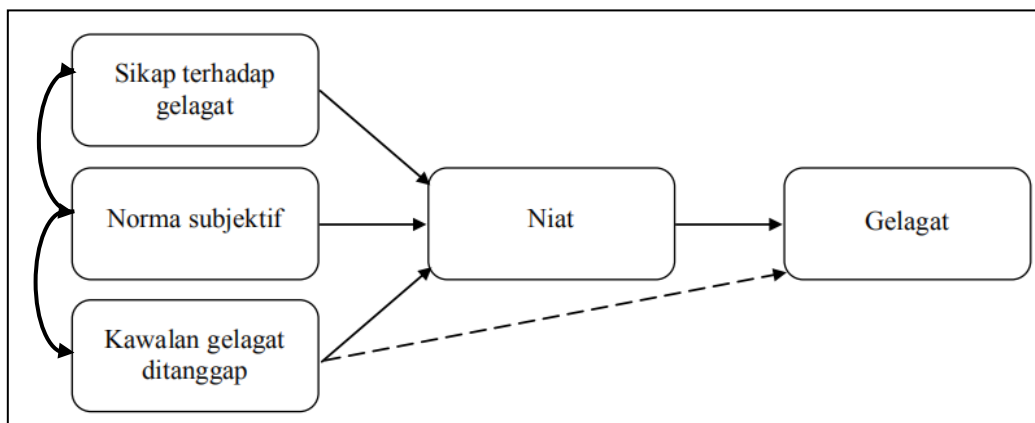 Sikap terhadap
gelagat
Norma subjektif
Kawalan gelagat
ditanggap
Niat
Gelagat